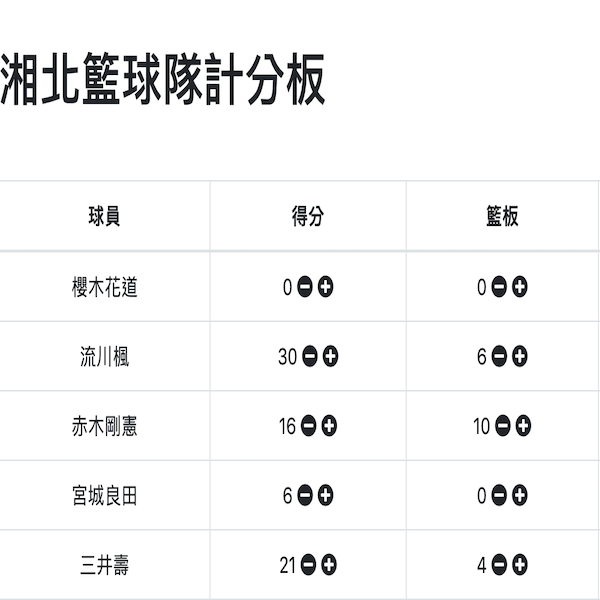 湘北籃球隊計分板
球員 得分 籃板
櫻木花道 0 0
流川楓 30 6
赤木剛憲 16 10
宮城良田 6 0
三井壽 21 4